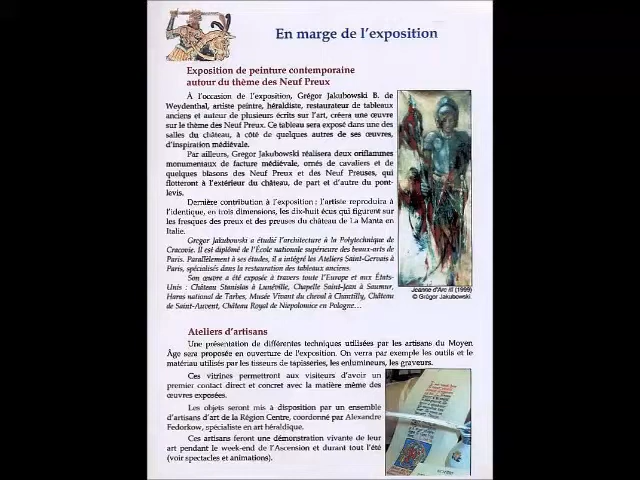 En marge de l'exposition
Exposition de peinture contemporaine
autour du thème des Neuf Preux
À l'occasion de l'exposition, Grégor Jakubowski B. de
Weydenthal, artiste peintre, héraldiste, restaurateur de tableaux
anciens et auteur de plusieurs écrits sur l'art, créera une œuvre
sur le thème des Neuf Preux. Ce tableau sera exposé dans une des
salles du château, à côté de quelques autres de ses œuvres,
d'inspiration médiévale.
Par ailleurs, Gregor Jakubowski réalisera deux oriflammes
monumentales de facture médiévale, ornés de cavaliers et de
quelques blasons des Neuf Preux et des Neuf Preuses, qui
flotteront à l'extérieur du château, de part et d'autre du pont-
levis.
Dernière contribution à l'exposition : l'artiste reproduira à
l'identique, en trois dimensions, les dix-huit écus qui figurent sur
les fresques des preux et des preuses du château de La Manta en
Italie.
Gregor Jakubowski a étudié l'architecture à la Polytechnique de
Cracovie. Il est diplômé de l'École nationale supérieure des beaux-arts de
Paris. Parallèlement à ses études, il a intégré les Ateliers Saint-Gervais à
Paris, spécialisés dans la restauration des tableaux anciens.
Son œuvre a été exposée à travers toute l'Europe et aux États-
Unis : Château Stanislas à Lunéville, Chapelle Saint-Jean à Saumur,
Haras national de Tarbes, Musée Vivant du cheval à Chantilly, Château
de Saint-Auvent, Château Royal de Niepolomice en Pologne…
Jeanne d'Arc III (1999)
© Grégor Jakubowski.
Ateliers d'artisans
Une présentation de différentes techniques utilisées par les artisans du Moyen
Âge sera proposée en ouverture de l'exposition. On verra par exemple les outils et le
matériau utilisés par les tisseurs de tapisseries, les enlumineurs, les graveurs.
Ces vitrines permettront aux visiteurs d'avoir un
premier contact direct et concret avec la matière même des
œuvres exposées.
Les objets seront mis à disposition par un ensemble
d'artisans d'art de la Région Centre, coordonné par Alexandre
Fedorkow, spécialiste en art héraldique.
Ces artisans feront une démonstration vivante de leur
art pendant le week-end de l'Ascension et durant tout l'été
(voir spectacles et animations).